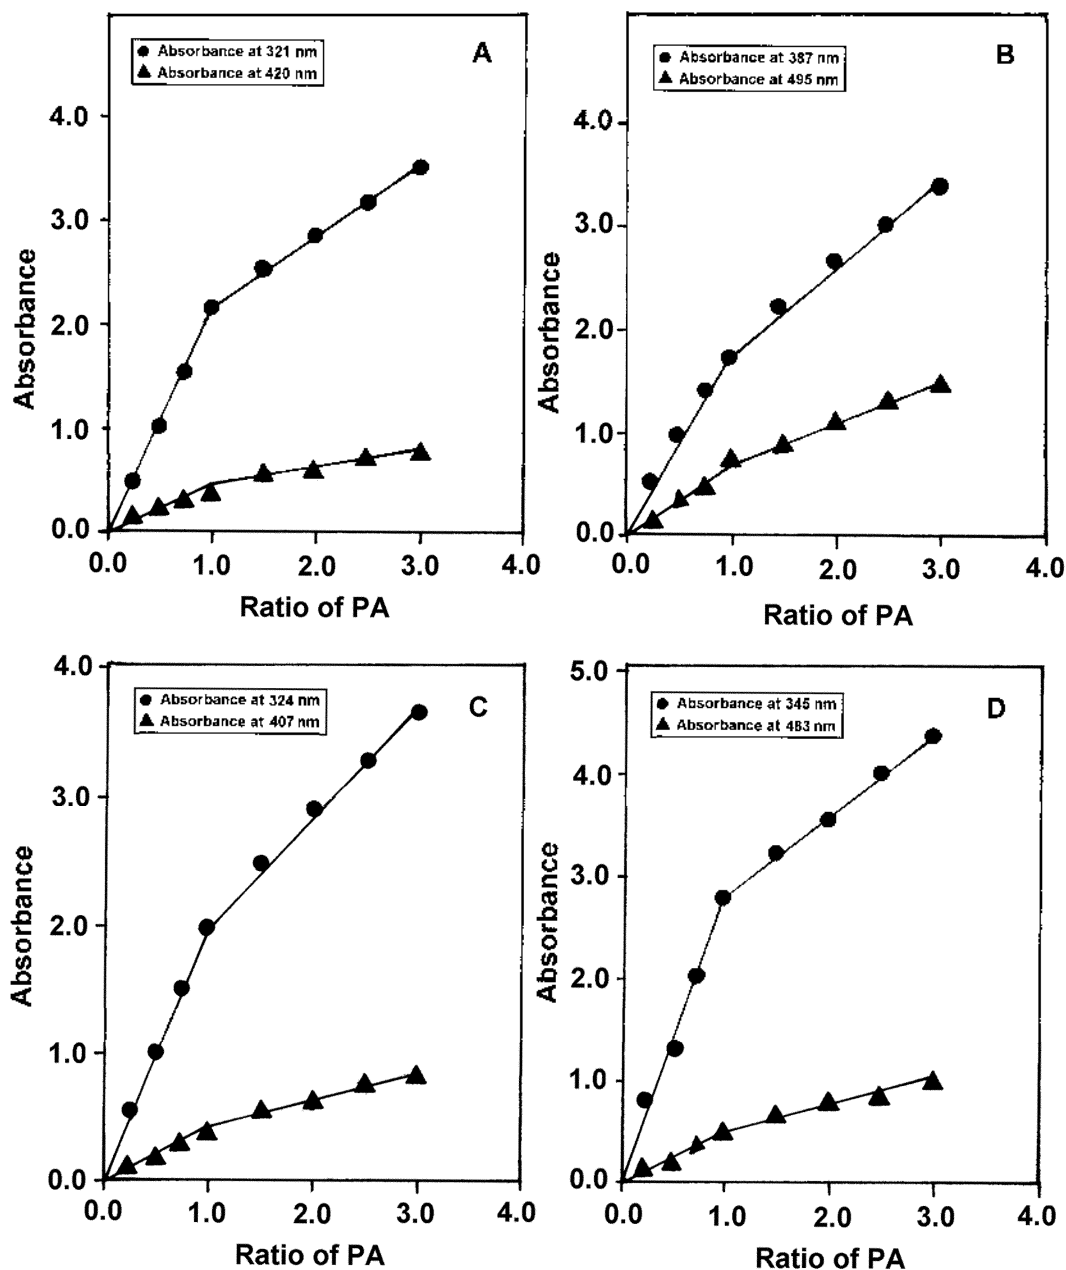 A
Absorbance at 321 nm
Absorbance at 420 nm
4.0
3.0
2.0
1.0
0.0
Absorbance
0.0 1.0 2.0 3.0 4.0
Ratio of PA
B
Absorbance at 387 nm
Absorbance at 495 nm
4.0
3.0
2.0
1.0
0.0
Absorbance
0.0 1.0 2.0 3.0 4.0
Ratio of PA
C
Absorbance at 324 nm
Absorbance at 407 nm
4.0
3.0
2.0
1.0
0.0
Absorbance
0.0 1.0 2.0 3.0 4.0
Ratio of PA
D
Absorbance at 345 nm
Absorbance at 483 nm
5.0
4.0
3.0
2.0
1.0
0.0
Absorbance
0.0 1.0 2.0 3.0 4.0
Ratio of PA